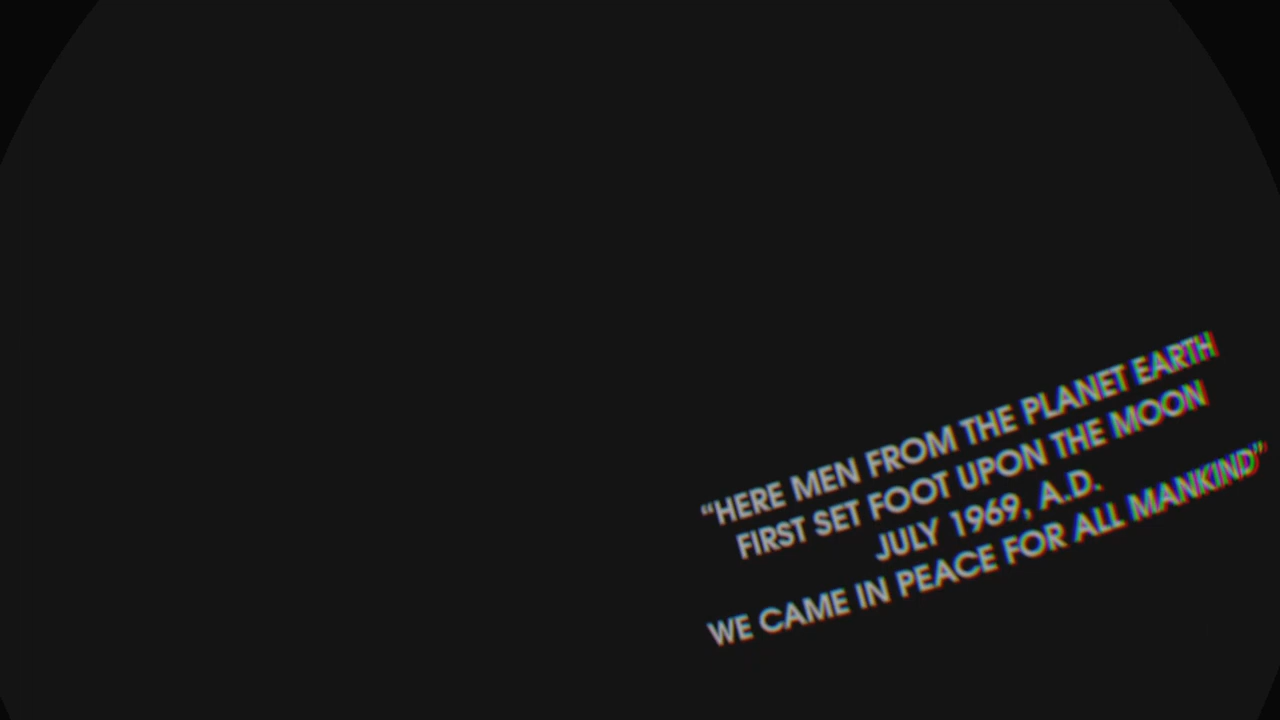 “HERE MEN FROM THE PLANET EARTH
FIRST SET FOOT UPON THE MOON
JULY 1969, A.D.
WE CAME IN PEACE FOR ALL MANKIND”